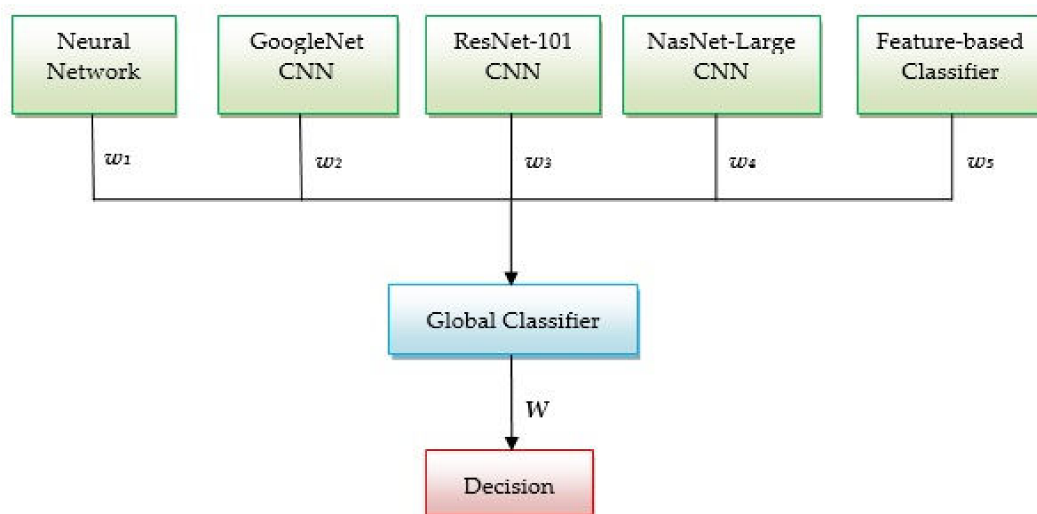 Neural
Network
GoogleNet
CNN
ResNet-101
CNN
NasNet-Large
CNN
Feature-based
Classifier
w₁
w₂
w₃
w₄
w₅
Global Classifier
W
Decision